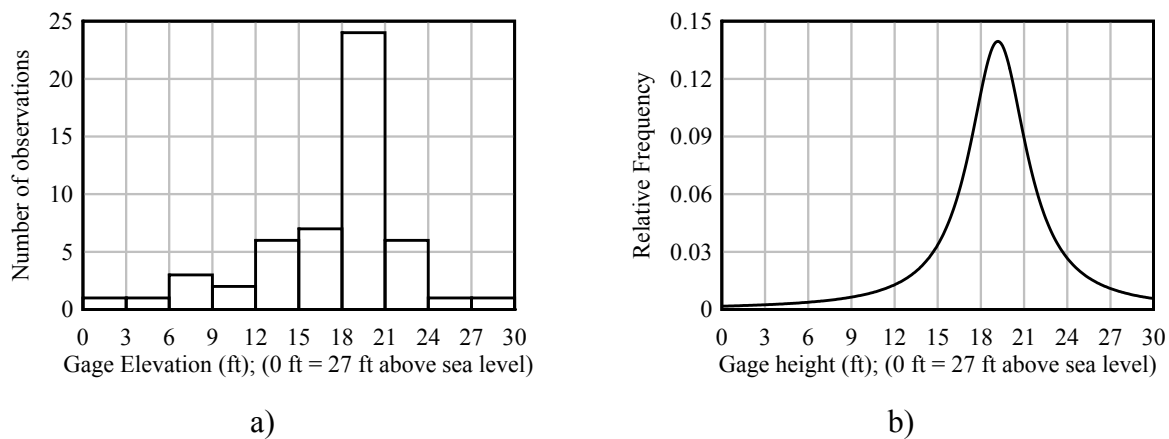 Number of observations
25
20
15
10
5
0
0 3 6 9 12 15 18 21 24 27 30
Gage Elevation (ft); (0 ft = 27 ft above sea level)
a)
Relative Frequency
0.15
0.12
0.09
0.06
0.03
0
0 3 6 9 12 15 18 21 24 27 30
Gage height (ft); (0 ft = 27 ft above sea level)
b)